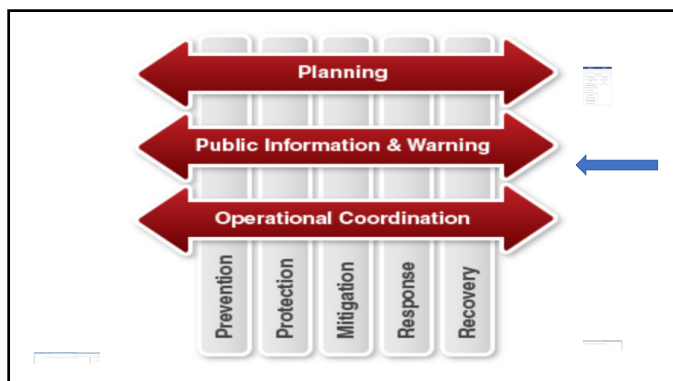 Planning
Public Information & Warning
Operational Coordination
Prevention
Protection
Mitigation
Response
Recovery